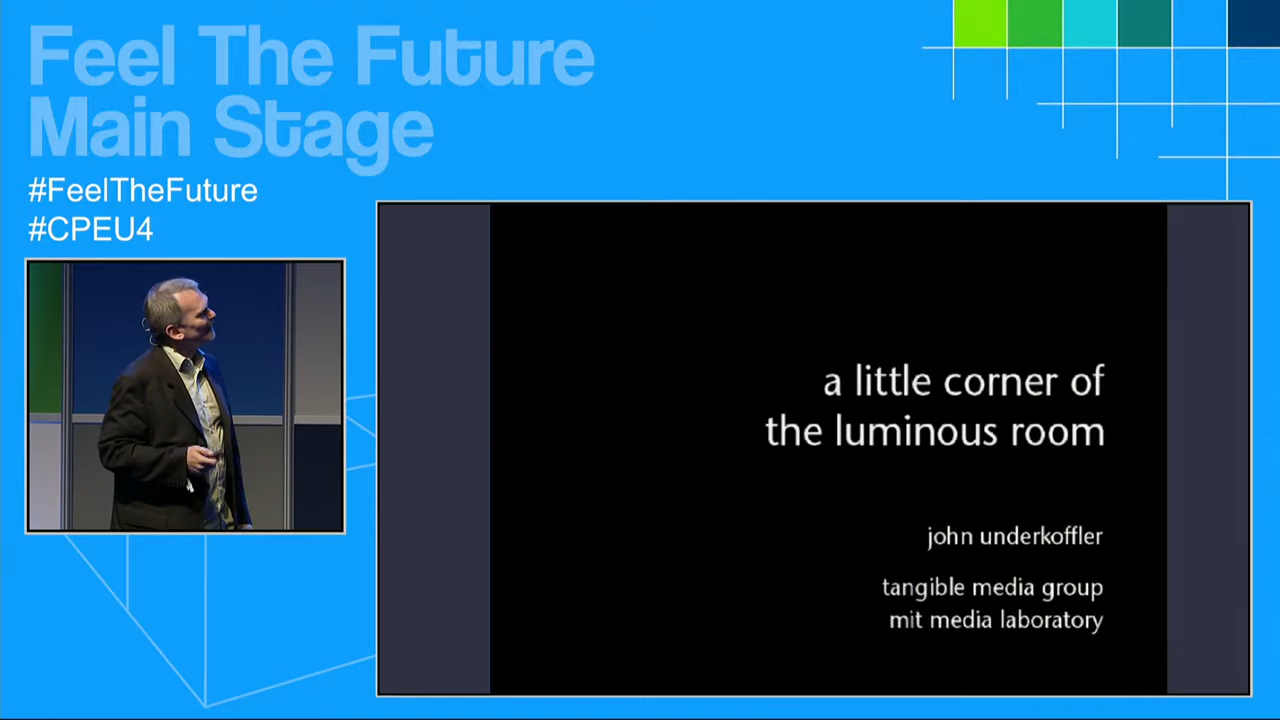 Feel The Future
Main Stage
#FeelTheFuture
#CPEU4
a little corner of
the luminous room
john underkoffler
tangible media group
mit media laboratory